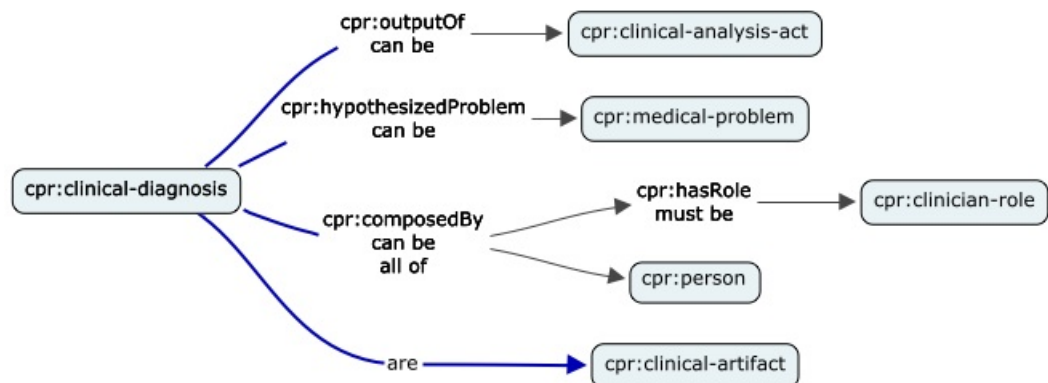 cpr:outputOf
can be
cpr:clinical-analysis-act
cpr:hypothesizedProblem
can be
cpr:medical-problem
cpr:clinical-diagnosis
cpr:composedBy
can be
all of
cpr:hasRole
must be
cpr:clinician-role
cpr:person
are
cpr:clinical-artifact